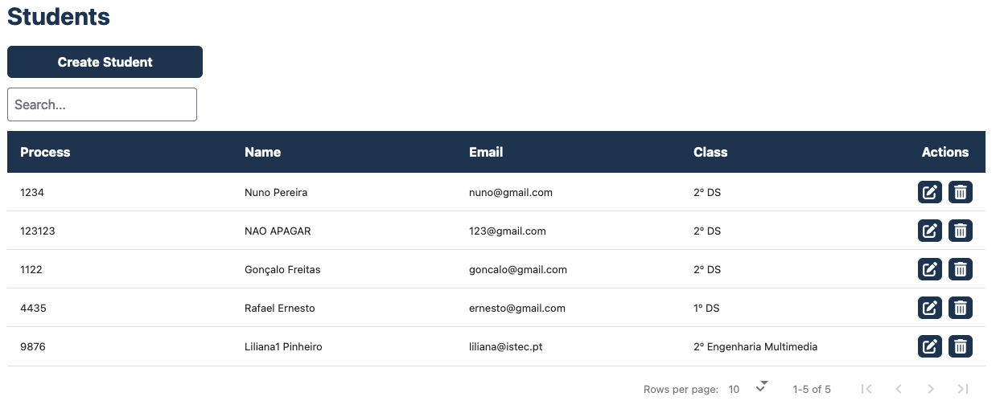 Students
Create Student
Search...
Process Name Email Class Actions
1234 Nuno Pereira nuno@gmail.com 2º DS
123123 NAO APAGAR 123@gmail.com 2º DS
1122 Gonçalo Freitas goncalo@gmail.com 2º DS
4435 Rafael Ernesto ernesto@gmail.com 1º DS
9876 Liliana1 Pinheiro liliana@istec.pt 2º Engenharia Multimedia
Rows per page: 10 1-5 of 5